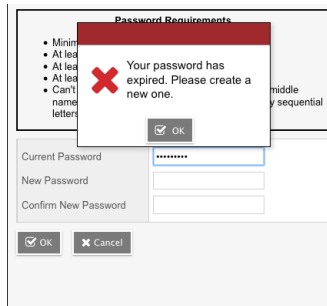 Password Requirements
• Minim
• At lea
• At lea
• At lea
• Can't middle
name y sequential
letters
Your password has
expired. Please create a
new one.
OK
Current Password •••••••••
New Password
Confirm New Password
OK Cancel